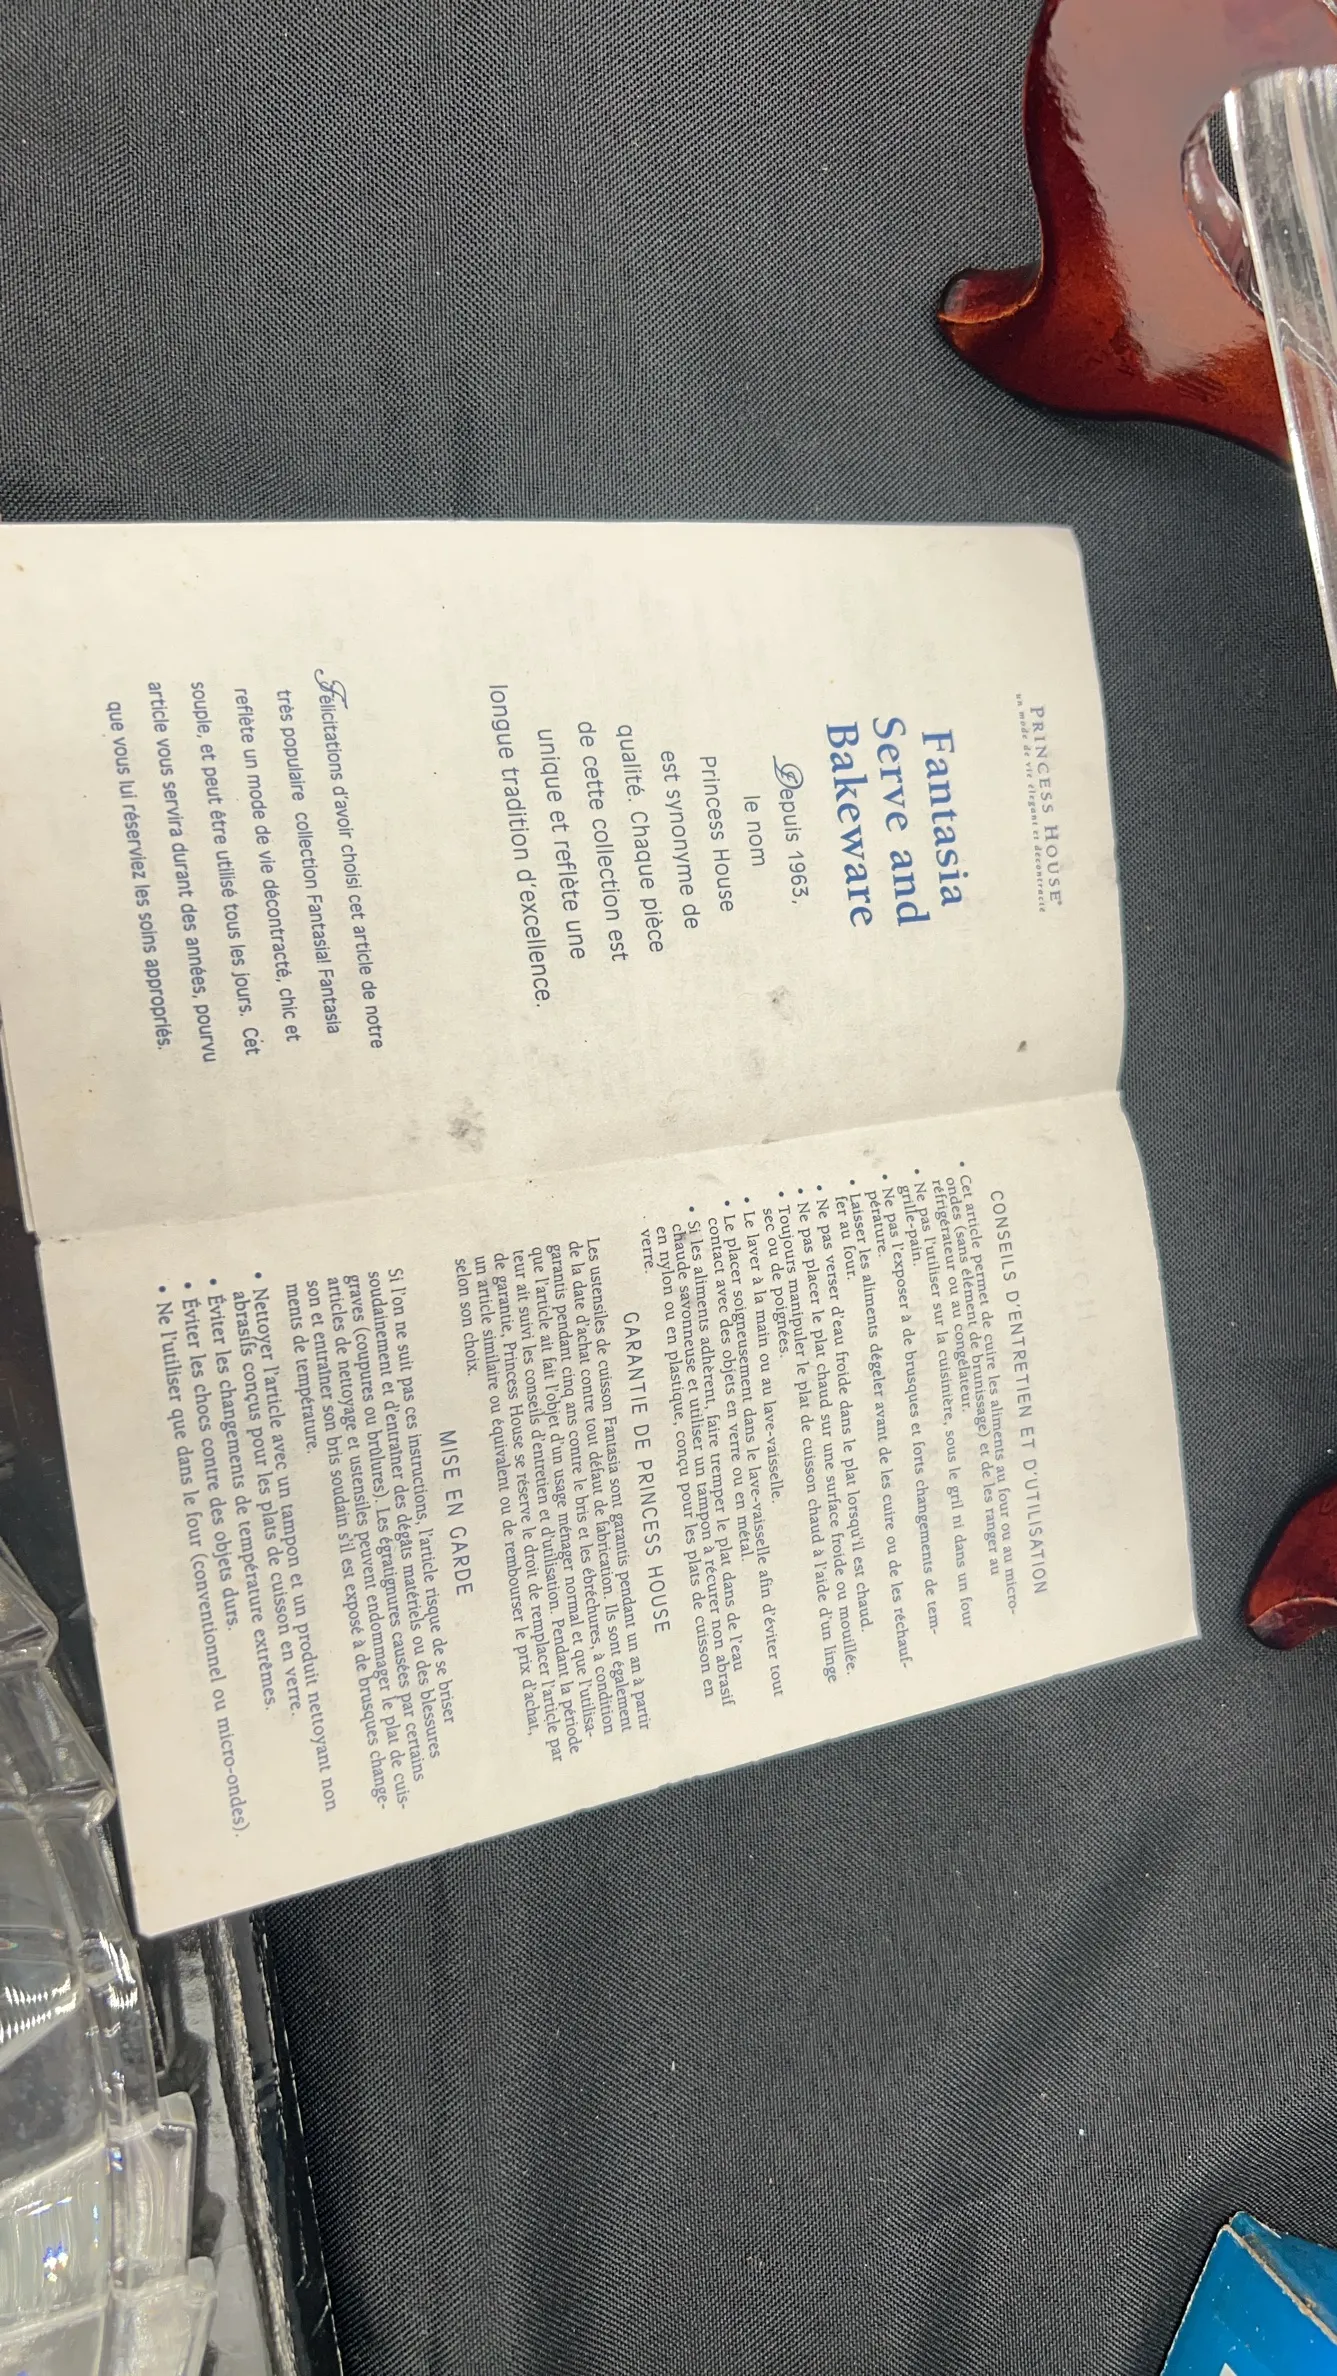 PRINCESS HOUSE®
un mode de vie élégant et décontracté
Fantasia
Serve and
Bakeware
Depuis 1963,
le nom
Princess House
est synonyme de
qualité. Chaque pièce
de cette collection est
unique et reflète une
longue tradition d'excellence.
Félicitations d'avoir choisi cet article de notre
très populaire collection Fantasia! Fantasia
reflète un mode de vie décontracté, chic et
souple, et peut être utilisé tous les jours. Cet
article vous servira durant des années, pourvu
que vous lui réserviez les soins appropriés.
CONSEILS D'ENTRETIEN ET D'UTILISATION
• Cet article permet de cuire les aliments au four ou au micro-
ondes (sans élément de brunissage) et de les ranger au
réfrigérateur ou au congélateur.
• Ne pas l'utiliser sur la cuisinière, sous le gril ni dans un four
grille-pain.
• Ne pas l'exposer à de brusques et forts changements de tem-
pérature.
• Laisser les aliments dégeler avant de les cuire ou de les réchauf-
fer au four.
• Ne pas verser d'eau froide dans le plat lorsqu'il est chaud.
• Ne pas placer le plat chaud sur une surface froide ou mouillée.
• Toujours manipuler le plat de cuisson chaud à l'aide d'un linge
sec ou de poignées.
• Le laver à la main ou au lave-vaisselle.
• Le placer soigneusement dans le lave-vaisselle afin d'éviter tout
contact avec des objets en verre ou en métal.
• Si les aliments adhèrent, faire tremper le plat dans de l'eau
chaude savonneuse et utiliser un tampon à récurer non abrasif
en nylon ou en plastique, conçu pour les plats de cuisson en
verre.
GARANTIE DE PRINCESS HOUSE
Les ustensiles de cuisson Fantasia sont garantis pendant un an à partir
de la date d'achat contre tout défaut de fabrication. Ils sont également
garantis pendant cinq ans contre le bris et les ébréchures, à condition
que l'article ait fait l'objet d'un usage ménager normal et que l'utilisa-
teur ait suivi les conseils d'entretien et d'utilisation. Pendant la période
de garantie, Princess House se réserve le droit de remplacer l'article par
un article similaire ou équivalent ou de rembourser le prix d'achat,
selon son choix.
MISE EN GARDE
Si l'on ne suit pas ces instructions, l'article risque de se briser
soudainement et d'entraîner des dégâts matériels ou des blessures
graves (coupures ou brûlures). Les égratignures causées par certains
articles de nettoyage et ustensiles peuvent endommager le plat de cuis-
son et entraîner son bris soudain s'il est exposé à de brusques change-
ments de température.
• Nettoyer l'article avec un tampon et un produit nettoyant non
abrasifs conçus pour les plats de cuisson en verre.
• Éviter les changements de température extrêmes.
• Éviter les chocs contre des objets durs.
• Ne l'utiliser que dans le four (conventionnel ou micro-ondes).